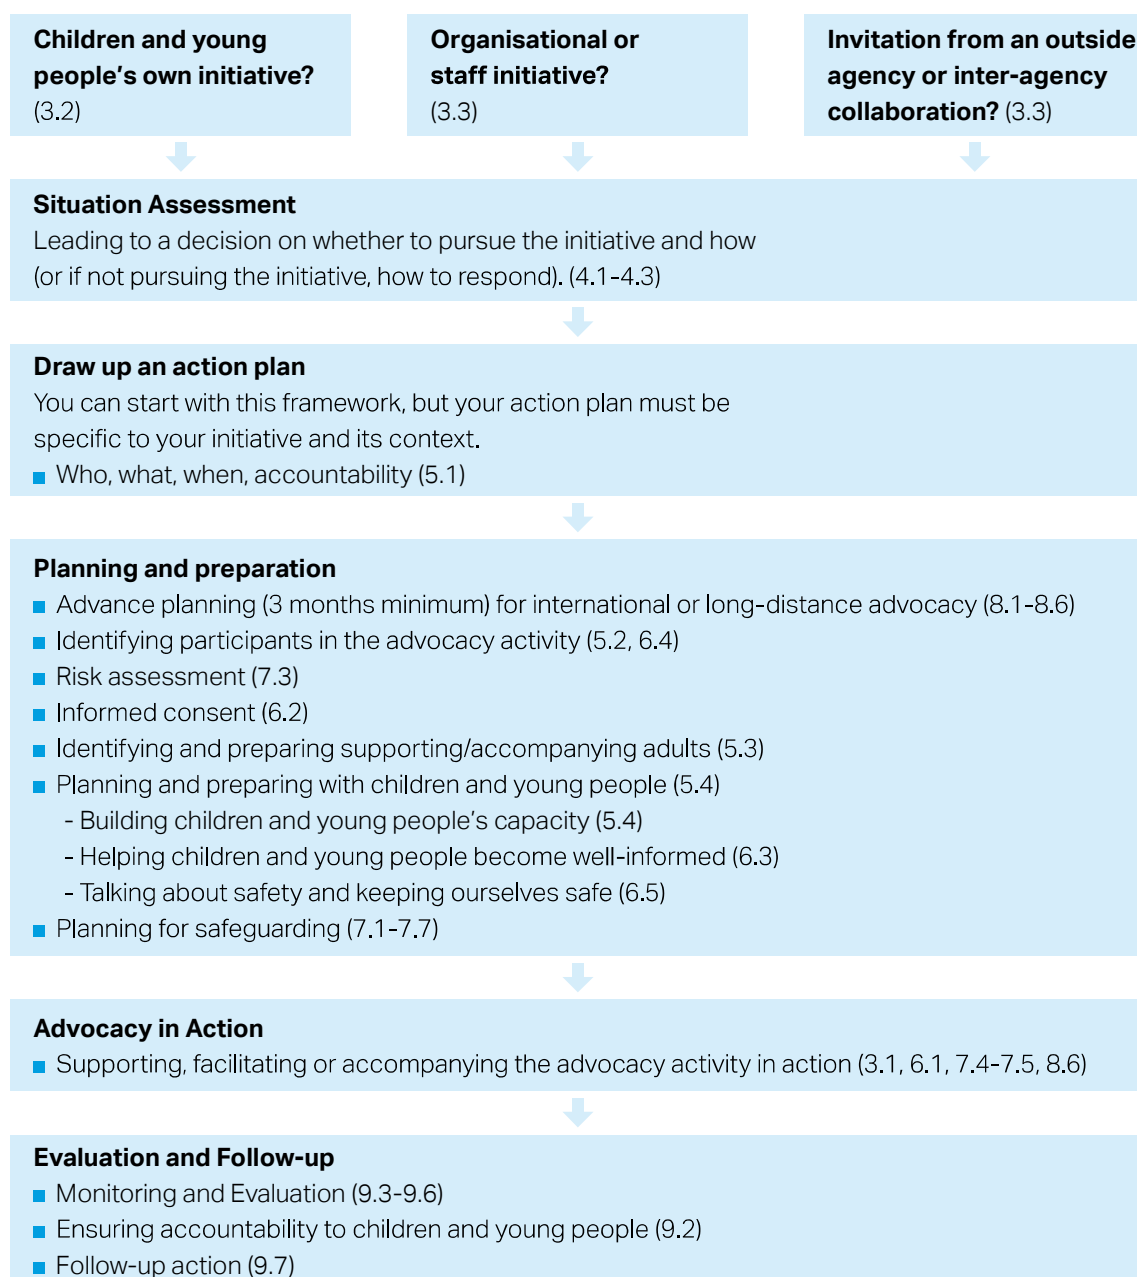 Children and young
people’s own initiative?
(3.2)
Organisational or
staff initiative?
(3.3)
Invitation from an outside
agency or inter-agency
collaboration? (3.3)
Situation Assessment
Leading to a decision on whether to pursue the initiative and how
(or if not pursuing the initiative, how to respond). (4.1-4.3)
Draw up an action plan
You can start with this framework, but your action plan must be
specific to your initiative and its context.
Who, what, when, accountability (5.1)
Planning and preparation
Advance planning (3 months minimum) for international or long-distance advocacy (8.1-8.6)
Identifying participants in the advocacy activity (5.2, 6.4)
Risk assessment (7.3)
Informed consent (6.2)
Identifying and preparing supporting/accompanying adults (5.3)
Planning and preparing with children and young people (5.4)
- Building children and young people’s capacity (5.4)
- Helping children and young people become well-informed (6.3)
- Talking about safety and keeping ourselves safe (6.5)
Planning for safeguarding (7.1-7.7)
Advocacy in Action
Supporting, facilitating or accompanying the advocacy activity in action (3.1, 6.1, 7.4-7.5, 8.6)
Evaluation and Follow-up
Monitoring and Evaluation (9.3-9.6)
Ensuring accountability to children and young people (9.2)
Follow-up action (9.7)